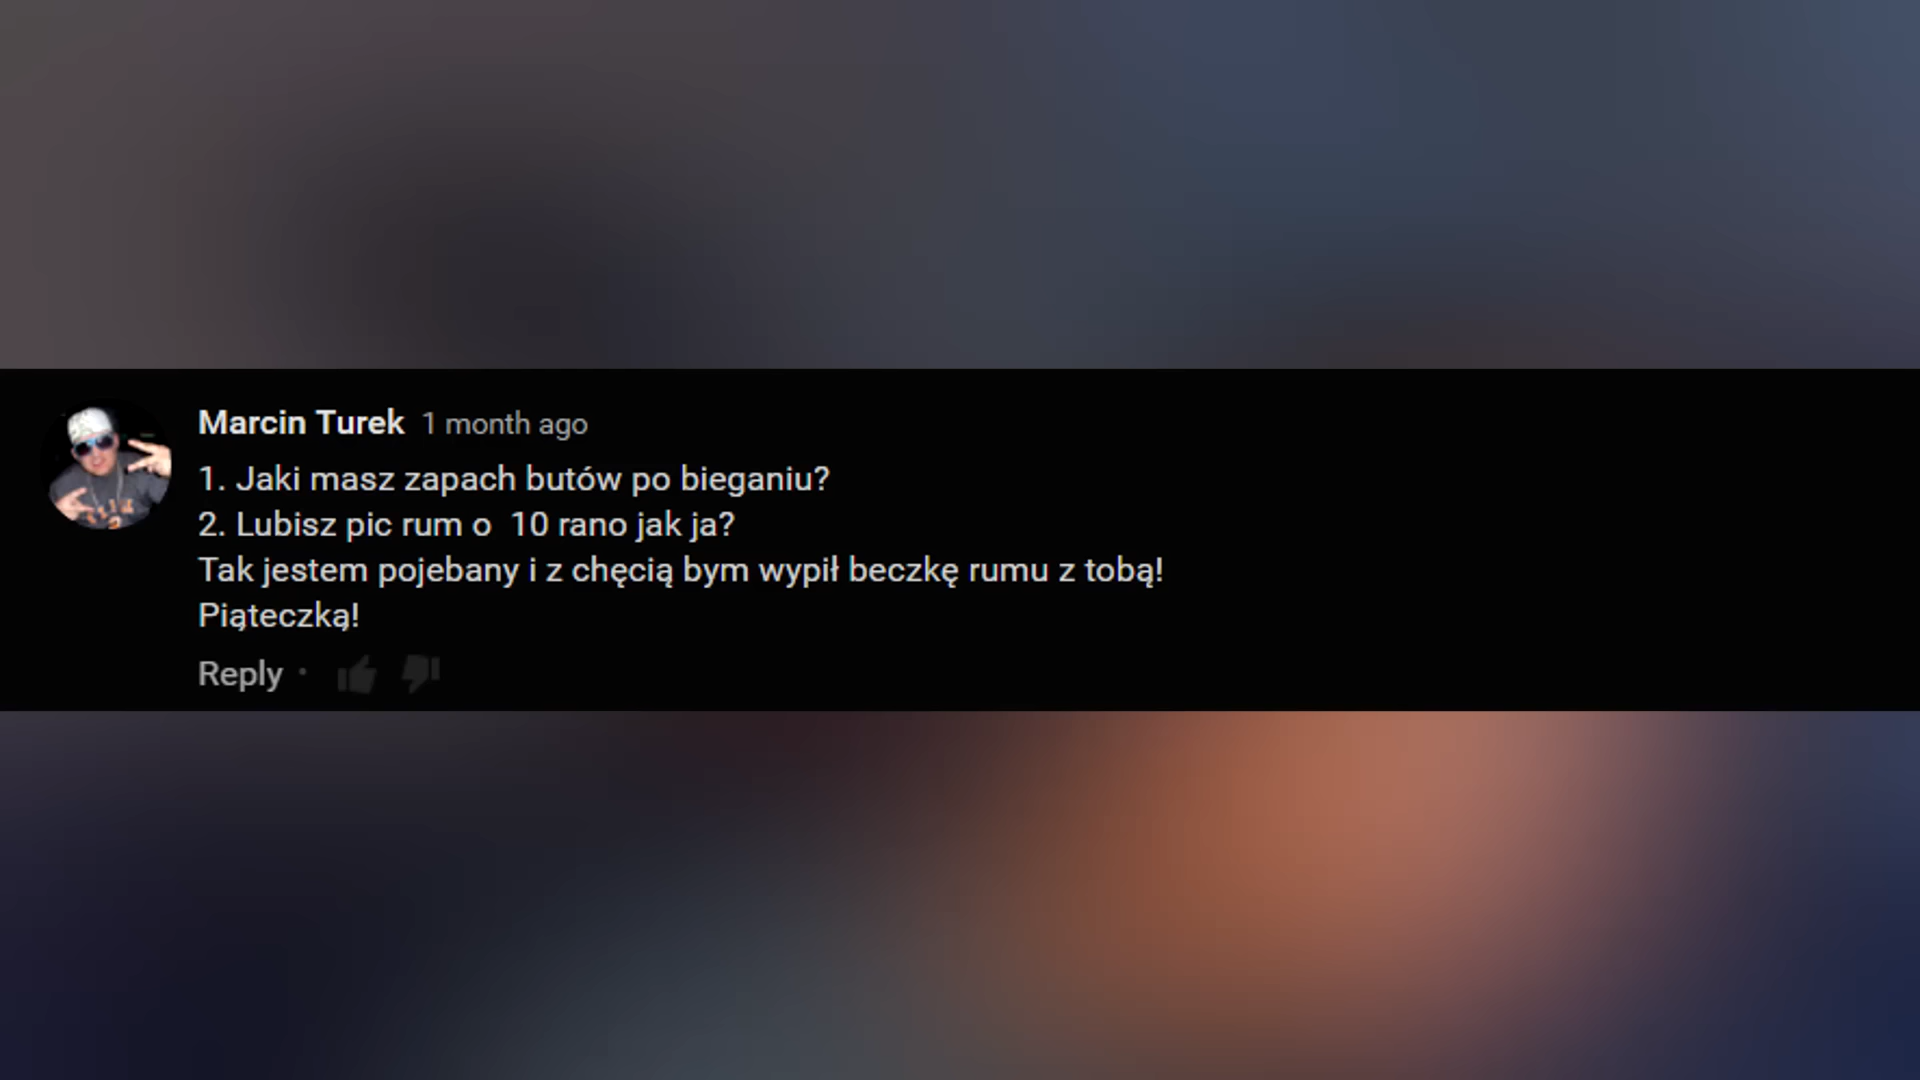 Marcin Turek 1 month ago
1. Jaki masz zapach butów po bieganiu?
2. Lubisz pic rum o  10 rano jak ja?
Tak jestem pojebany i z chęcią bym wypił beczkę rumu z tobą!
Piąteczką!
Reply